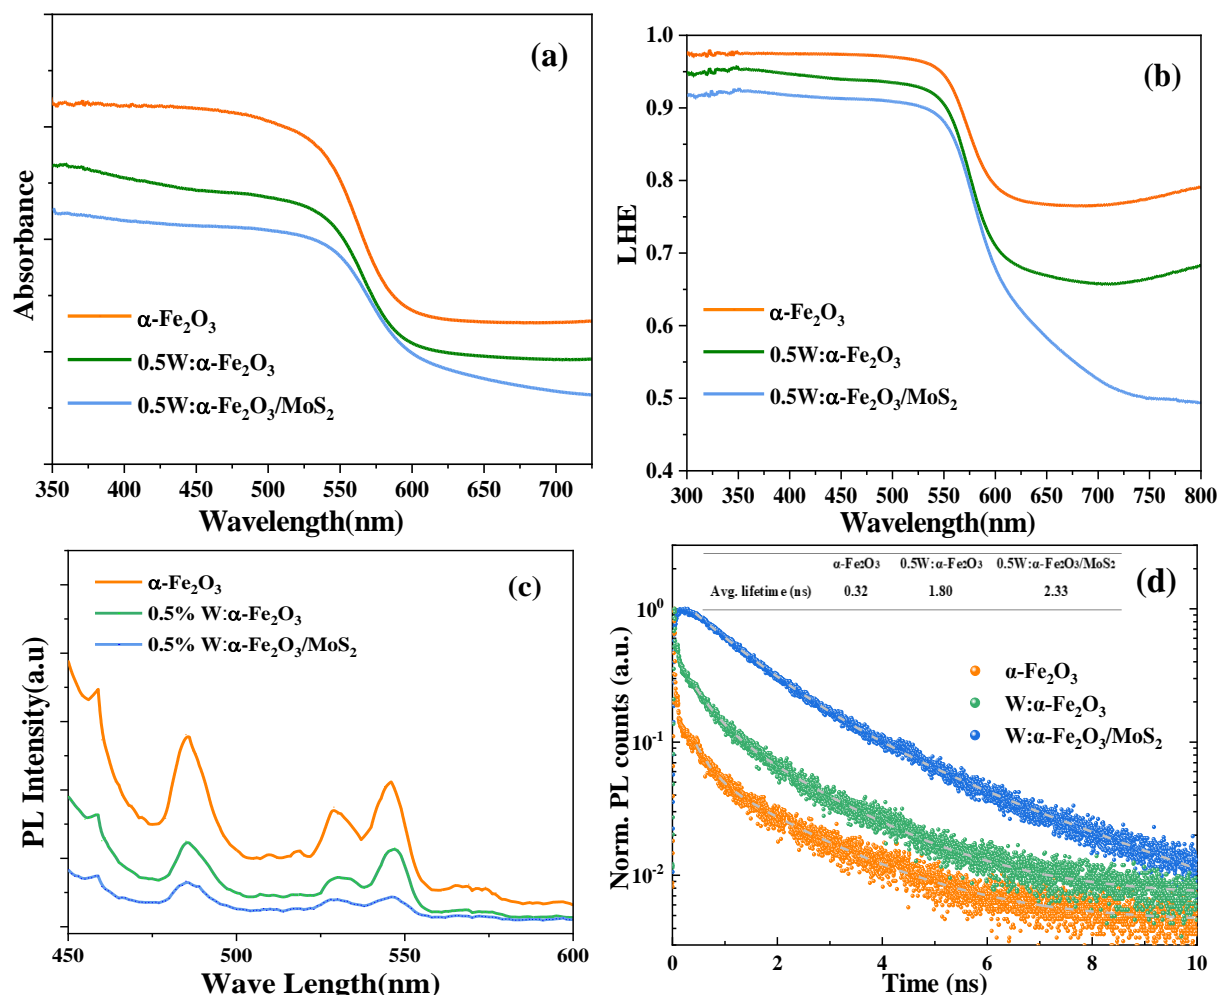 (a)
Absorbance
α-Fe₂O₃
0.5W:α-Fe₂O₃
0.5W:α-Fe₂O₃/MoS₂
350 400 450 500 550 600 650 700
Wavelength(nm)
(b)
LHE
1.0
0.9
0.8
0.7
0.6
0.5
0.4
α-Fe₂O₃
0.5W:α-Fe₂O₃
0.5W:α-Fe₂O₃/MoS₂
300 350 400 450 500 550 600 650 700 750 800
Wavelength(nm)
(c)
PL Intensity(a.u)
α-Fe₂O₃
0.5% W:α-Fe₂O₃
0.5% W:α-Fe₂O₃/MoS₂
450 500 550 600
Wave Length(nm)
(d)
α-Fe₂O₃ 0.5W:α-Fe₂O₃ 0.5W:α-Fe₂O₃/MoS₂
Avg. lifetime (ns) 0.32 1.80 2.33
Norm. PL counts (a.u.)
10⁰
10⁻¹
10⁻²
α-Fe₂O₃
W:α-Fe₂O₃
W:α-Fe₂O₃/MoS₂
0 2 4 6 8 10
Time (ns)